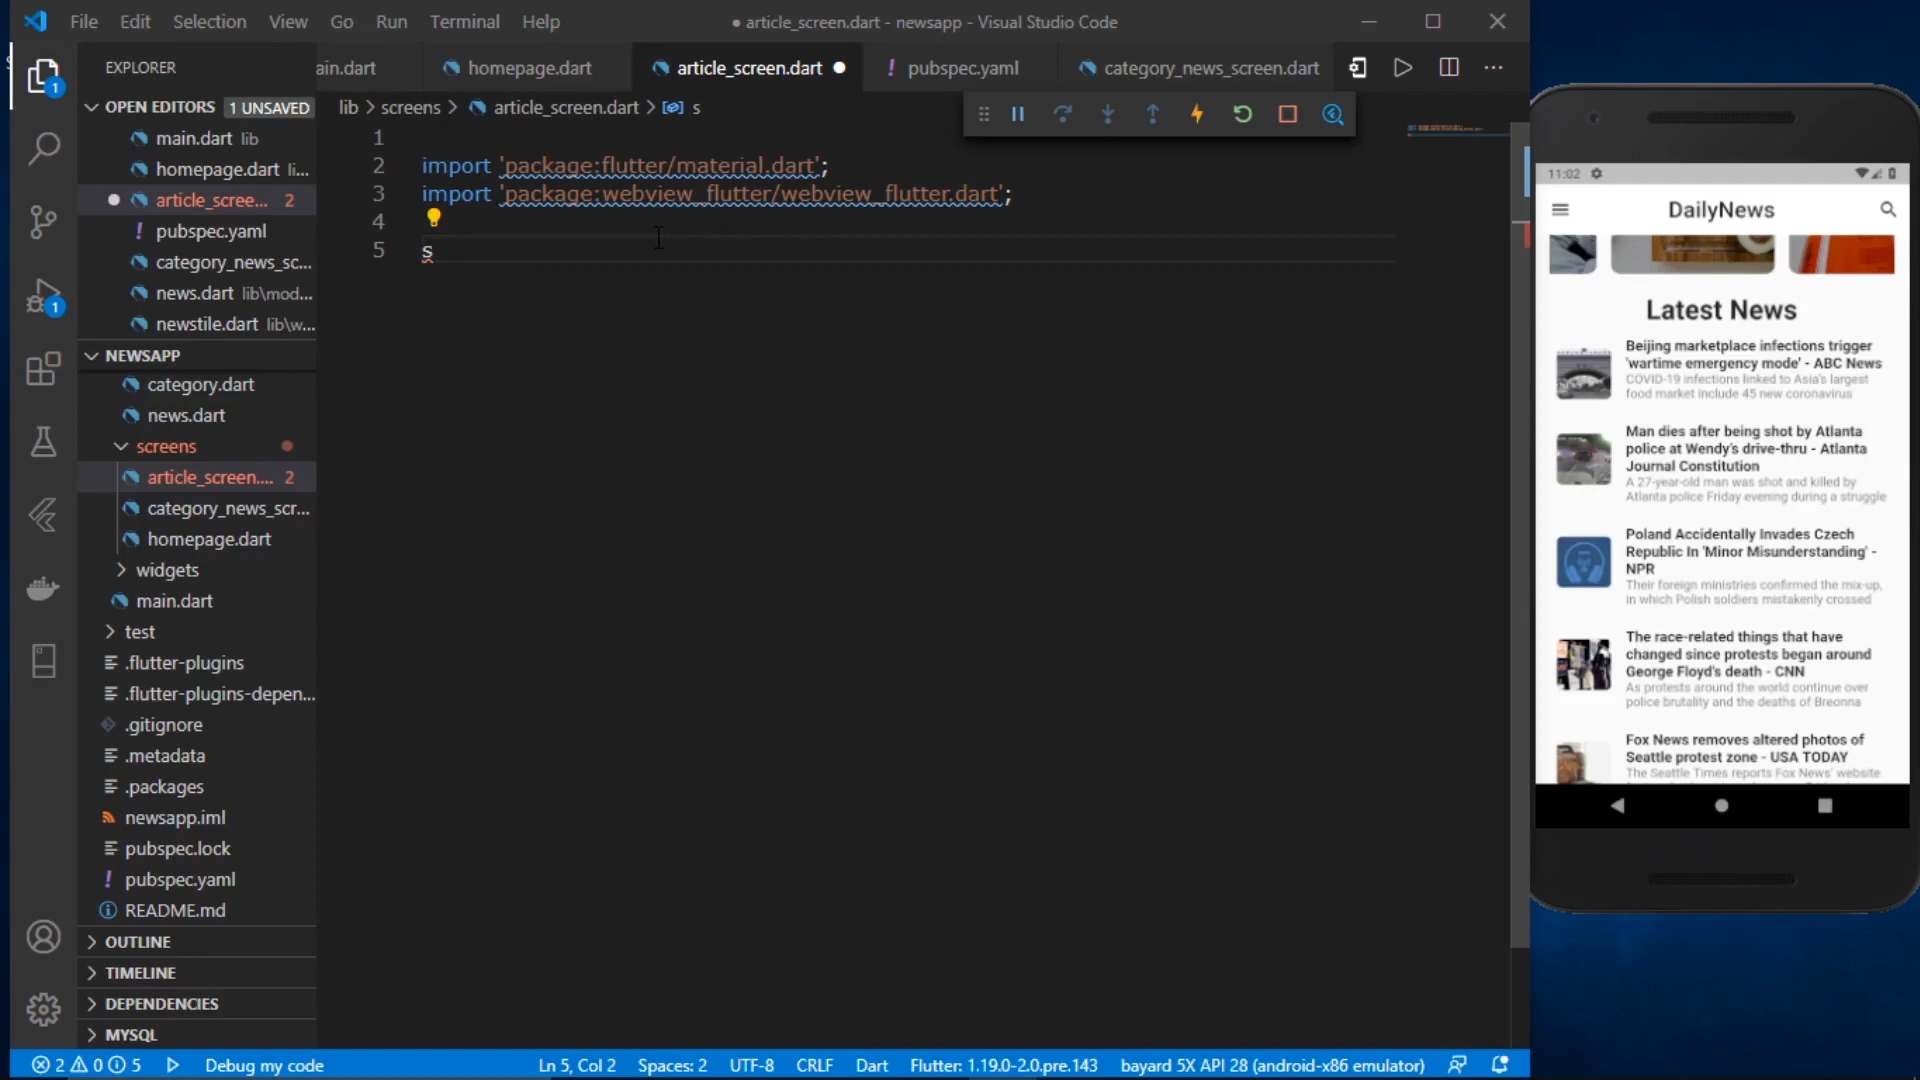 File Edit Selection View Go Run Terminal Help
● article_screen.dart - newsapp - Visual Studio Code
EXPLORER
ain.dart
homepage.dart
article_screen.dart
! pubspec.yaml
category_news_screen.dart
OPEN EDITORS 1 UNSAVED
main.dart lib
homepage.dart li...
article_scree... 2
! pubspec.yaml
category_news_sc...
news.dart lib\mod...
newstile.dart lib\w...
NEWSAPP
category.dart
news.dart
screens
article_screen.... 2
category_news_scr...
homepage.dart
widgets
main.dart
test
.flutter-plugins
.flutter-plugins-depen...
.gitignore
.metadata
.packages
newsapp.iml
pubspec.lock
! pubspec.yaml
README.md
OUTLINE
TIMELINE
DEPENDENCIES
MYSQL
1
1
lib > screens > article_screen.dart > s
1
2 import 'package:flutter/material.dart';
3 import 'package:webview_flutter/webview_flutter.dart';
4
5 s
11:02
DailyNews
Latest News
Beijing marketplace infections trigger
'wartime emergency mode' - ABC News
COVID-19 infections linked to Asia's largest
food market include 45 new coronavirus
Man dies after being shot by Atlanta
police at Wendy's drive-thru - Atlanta
Journal Constitution
A 27-year-old man was shot and killed by
Atlanta police Friday evening during a struggle
Poland Accidentally Invades Czech
Republic In 'Minor Misunderstanding' -
NPR
Their foreign ministries confirmed the mix-up,
in which Polish soldiers mistakenly crossed
The race-related things that have
changed since protests began around
George Floyd's death - CNN
As protests around the world continue over
police brutality and the deaths of Breonna
Fox News removes altered photos of
Seattle protest zone - USA TODAY
The Seattle Times reports Fox News' website
2 0 5 Debug my code
Ln 5, Col 2 Spaces: 2 UTF-8 CRLF Dart Flutter: 1.19.0-2.0.pre.143 bayard 5X API 28 (android-x86 emulator)